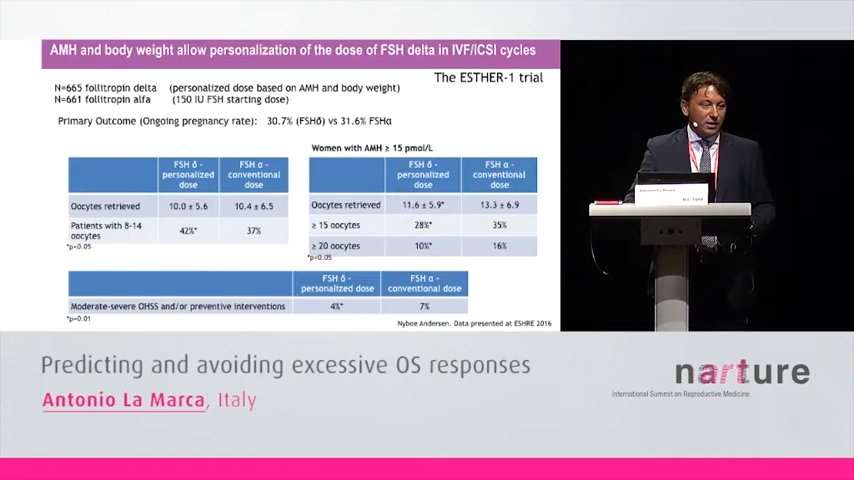 AMH and body weight allow personalization of the dose of FSH delta in IVF/ICSI cycles
The ESTHER-1 trial
N=665 follitropin delta (personalized dose based on AMH and body weight)
N=661 follitropin alfa (150 IU FSH starting dose)
Primary Outcome (Ongoing pregnancy rate): 30.7% (FSHδ) vs 31.6% FSHα
FSH δ - personalized dose
FSH α - conventional dose
Oocytes retrieved 10.0 ± 5.6 10.4 ± 6.5
Patients with 8-14 oocytes 42%* 37%
*p<0.05
Women with AMH ≥ 15 pmol/L
FSH δ - personalized dose
FSH α - conventional dose
Oocytes retrieved 11.6 ± 5.9* 13.3 ± 6.9
≥ 15 oocytes 28%* 35%
≥ 20 oocytes 10%* 16%
*p<0.05
FSH δ - personalized dose
FSH α - conventional dose
Moderate-severe OHSS and/or preventive interventions 4%* 7%
*p=0.01
Nyboe Andersen. Data presented at ESHRE 2016
Antonio La Marca
Predicting and avoiding excessive OS responses
Antonio La Marca, Italy
narture
International Summit on Reproductive Medicine